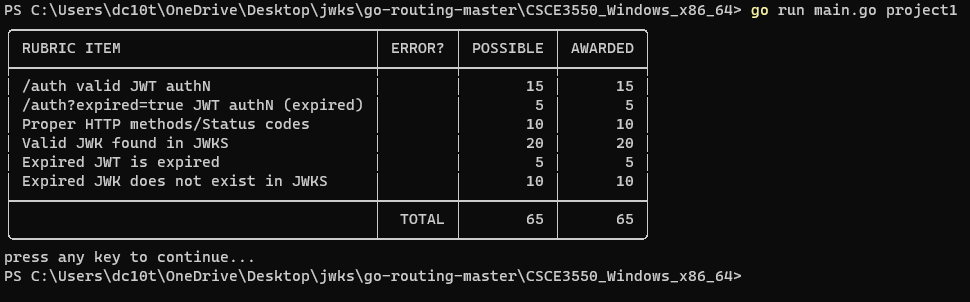 PS C:\Users\dc10t\OneDrive\Desktop\jwks\go-routing-master\CSCE3550_Windows_x86_64> go run main.go project1
RUBRIC ITEM ERROR? POSSIBLE AWARDED
/auth valid JWT authN 15 15
/auth?expired=true JWT authN (expired) 5 5
Proper HTTP methods/Status codes 10 10
Valid JWK found in JWKS 20 20
Expired JWT is expired 5 5
Expired JWK does not exist in JWKS 10 10
TOTAL 65 65
press any key to continue...
PS C:\Users\dc10t\OneDrive\Desktop\jwks\go-routing-master\CSCE3550_Windows_x86_64>